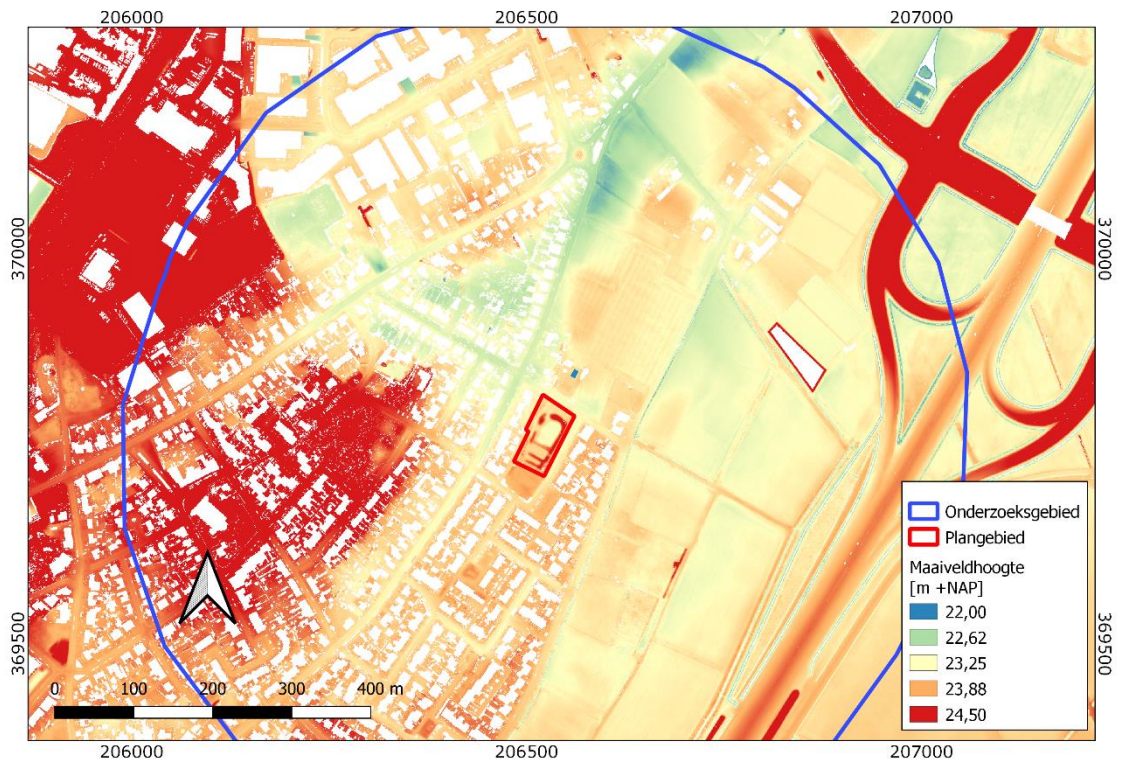 206000 206500 207000
370000 370000
369500 369500
Onderzoeksgebied
Plangebied
Maaiveldhoogte
[m +NAP]
22,00
22,62
23,25
23,88
24,50
0 100 200 300 400 m
206000 206500 207000